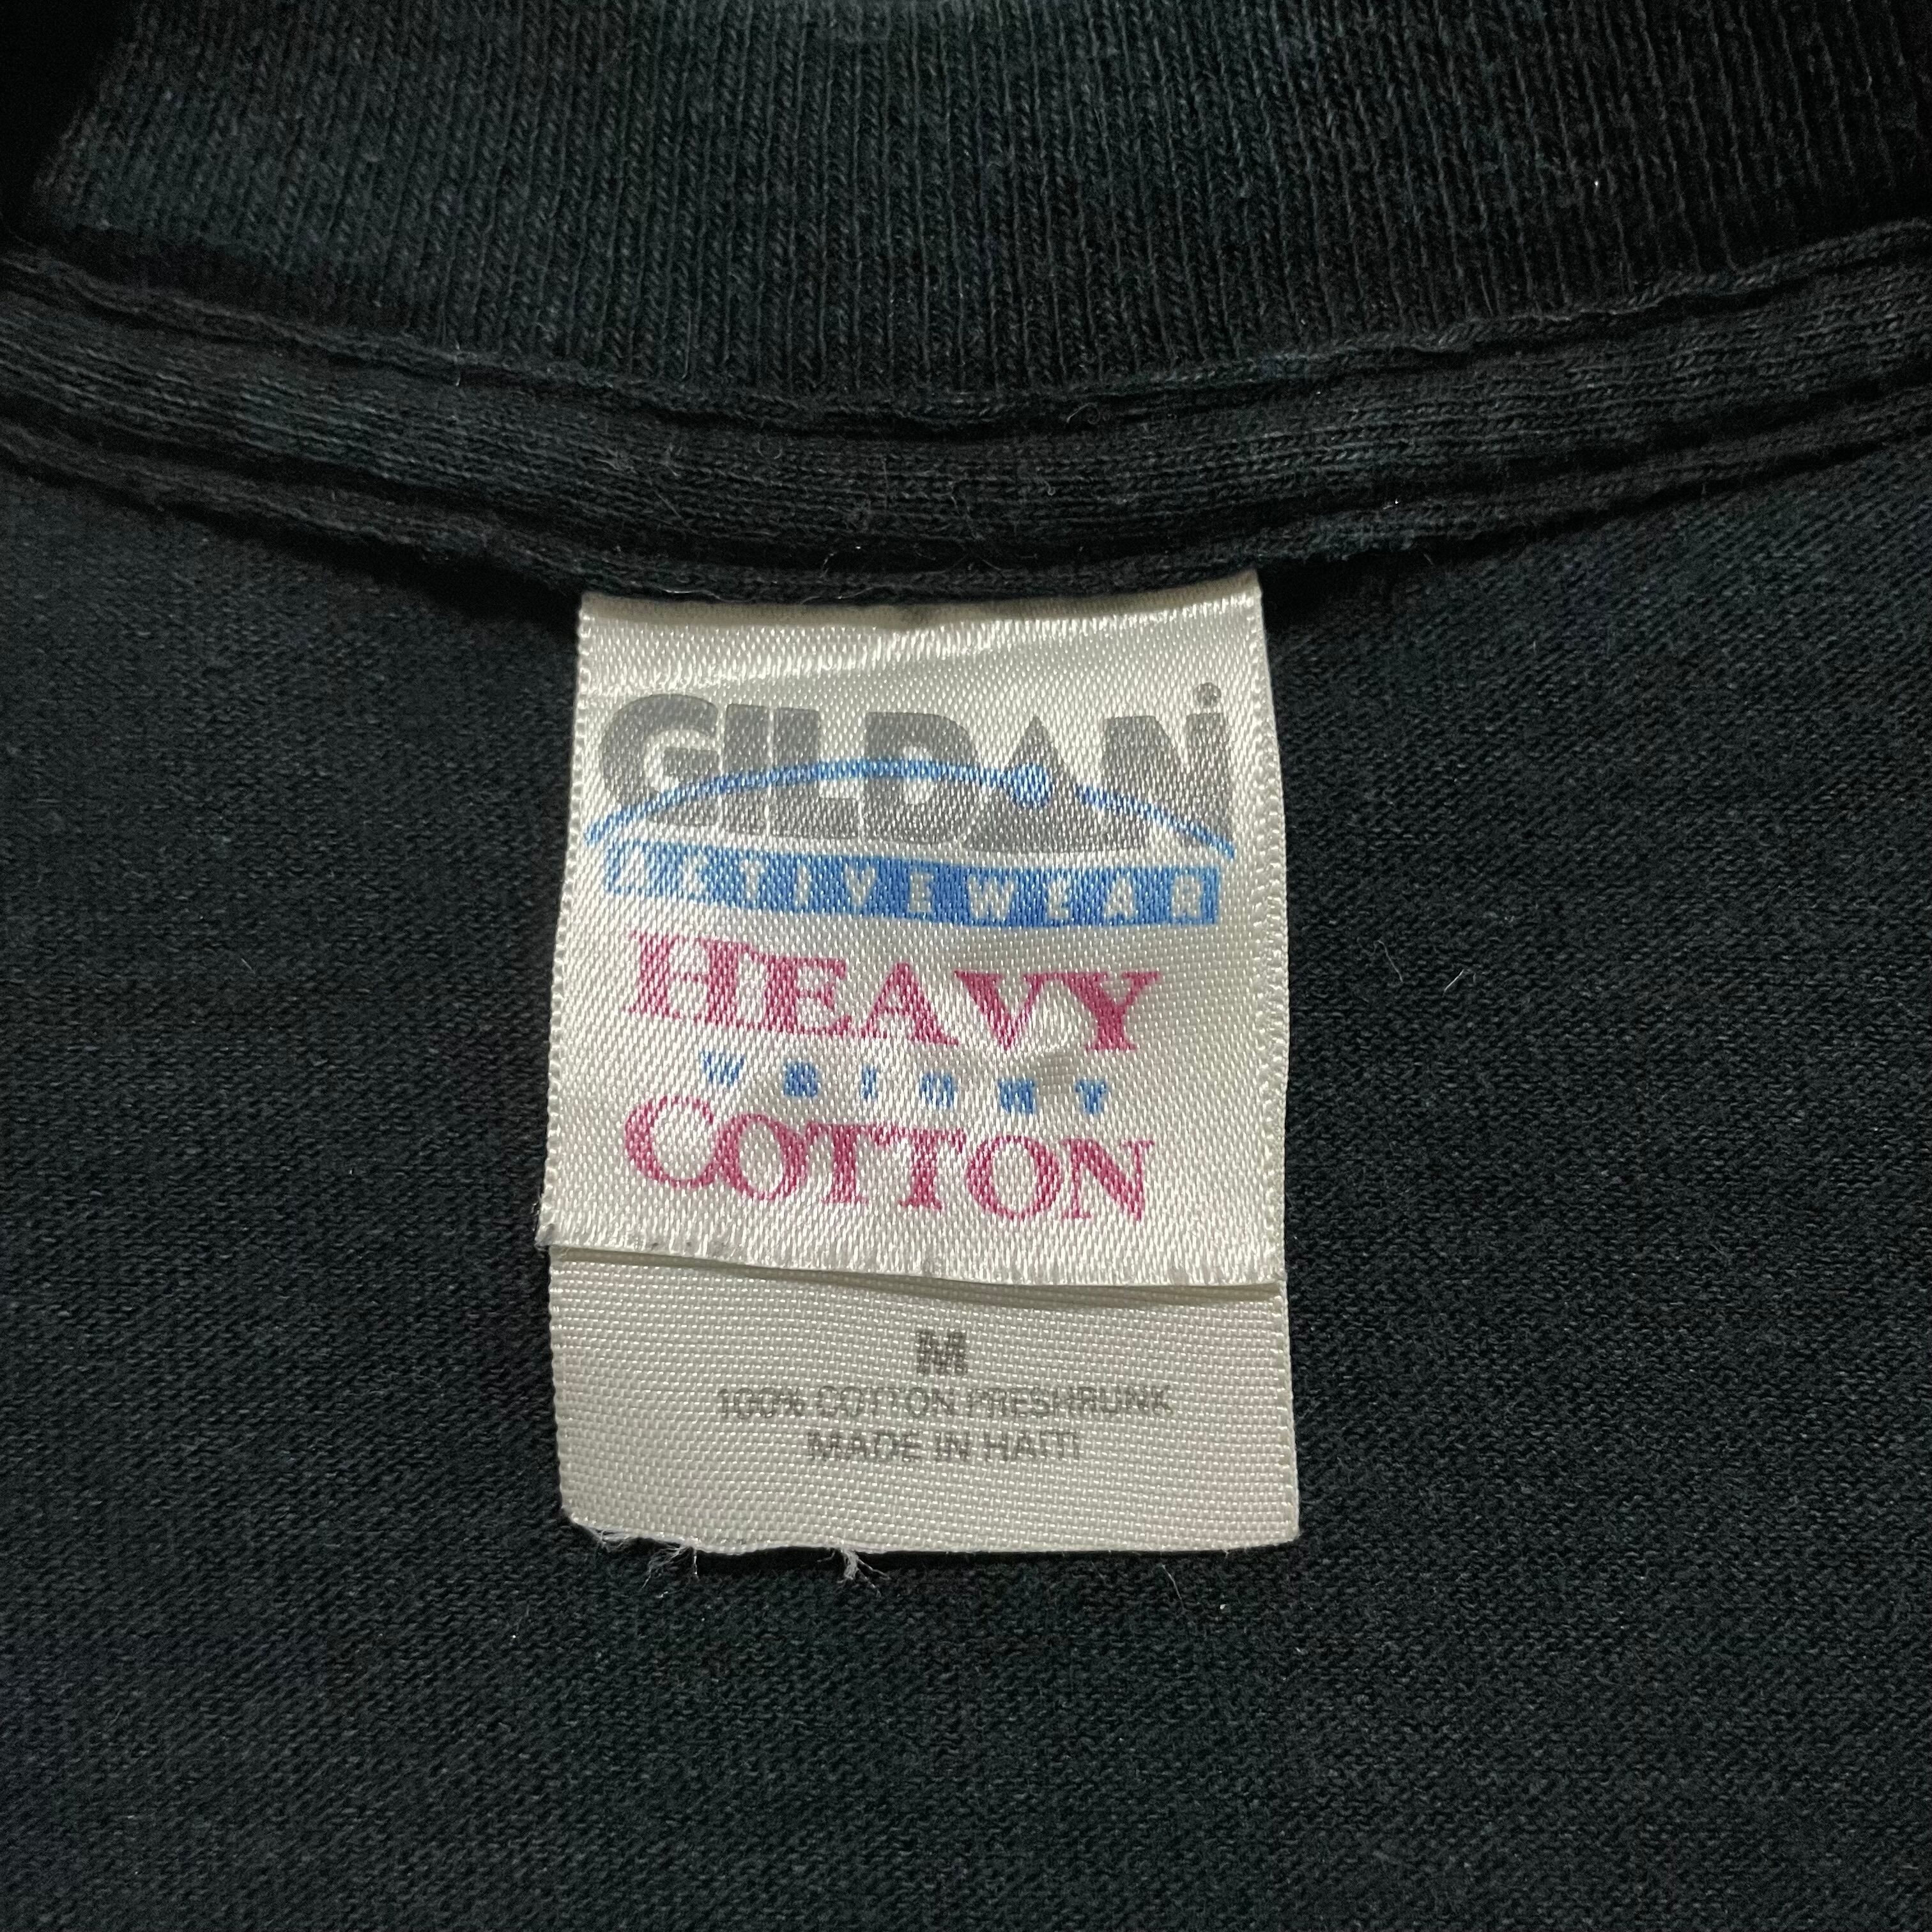 GILDAN
ACTIVEWEAR
HEAVY
WEIGHT
COTTON
M
100% COTTON PRESHRUNK
MADE IN HAITI